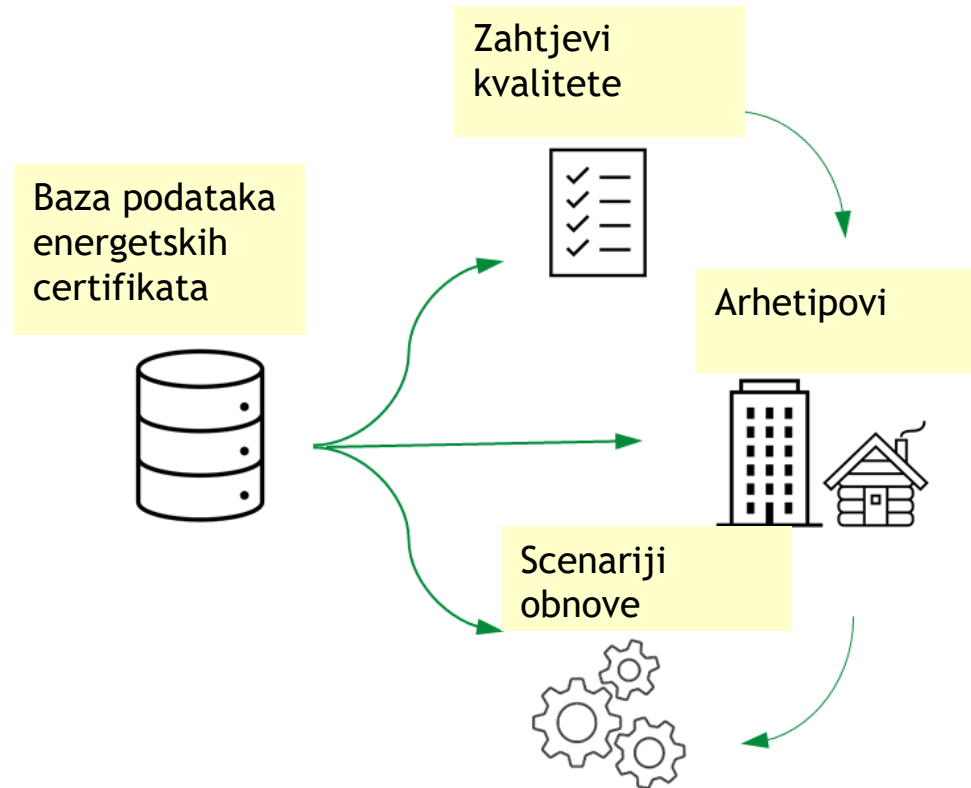 Zahtjevi
kvalitete
Baza podataka
energetskih
certifikata
Arhetipovi
Scenariji
obnove